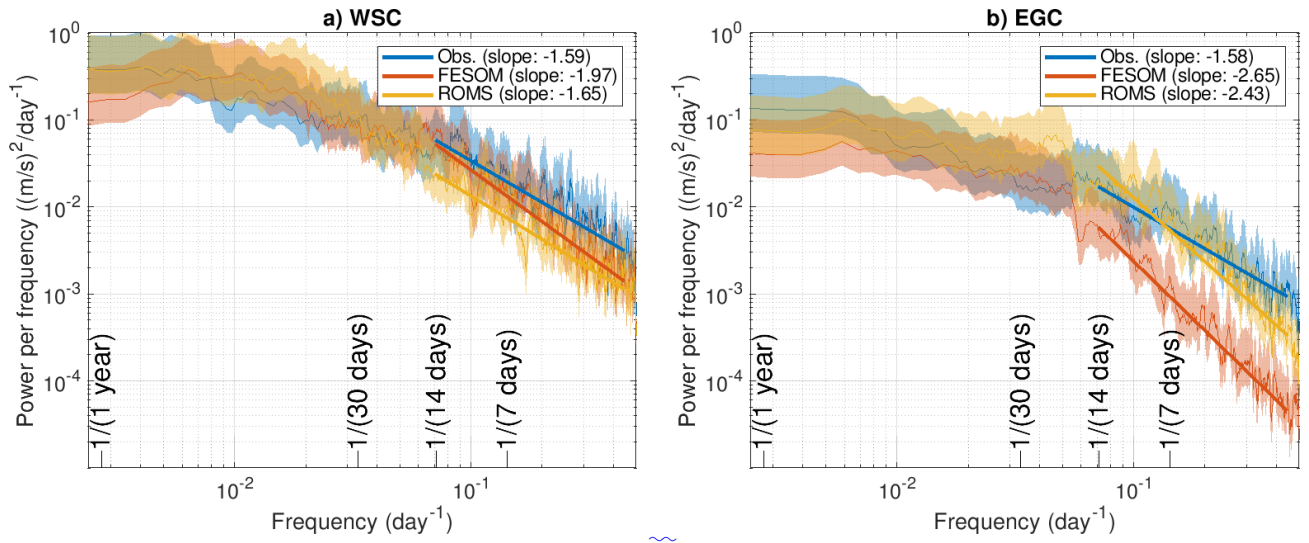 a) WSC
Power per frequency ((m/s)²/day⁻¹)
10⁰
10⁻¹
10⁻²
10⁻³
10⁻⁴
Obs. (slope: -1.59)
FESOM (slope: -1.97)
ROMS (slope: -1.65)
1/(1 year)
1/(30 days)
1/(14 days)
1/(7 days)
10⁻²
10⁻¹
Frequency (day⁻¹)
b) EGC
Power per frequency ((m/s)²/day⁻¹)
10⁰
10⁻¹
10⁻²
10⁻³
10⁻⁴
Obs. (slope: -1.58)
FESOM (slope: -2.65)
ROMS (slope: -2.43)
1/(1 year)
1/(30 days)
1/(14 days)
1/(7 days)
10⁻²
10⁻¹
Frequency (day⁻¹)